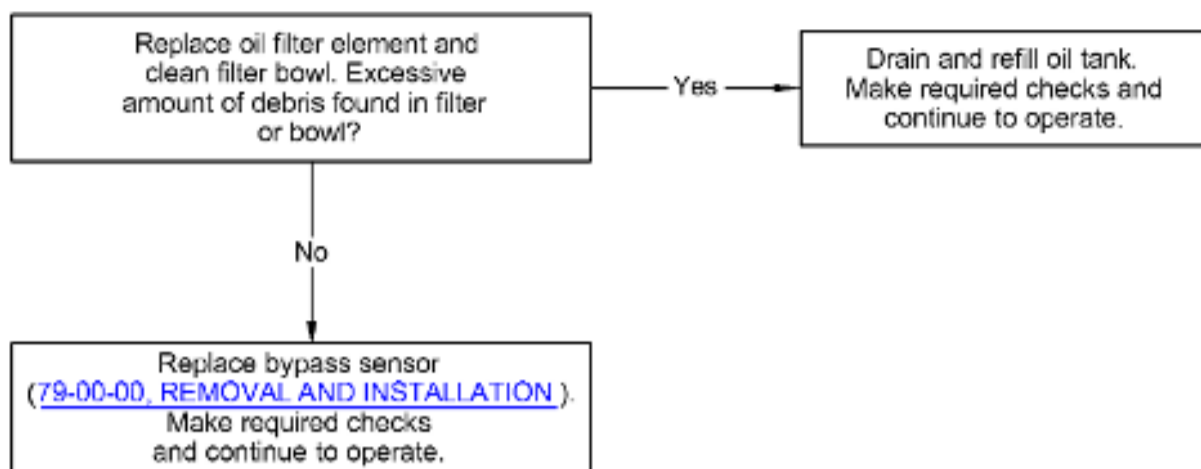 Replace oil filter element and
clean filter bowl. Excessive
amount of debris found in filter
or bowl?
Yes
Drain and refill oil tank.
Make required checks and
continue to operate.
No
Replace bypass sensor
(79-00-00, REMOVAL AND INSTALLATION ).
Make required checks
and continue to operate.